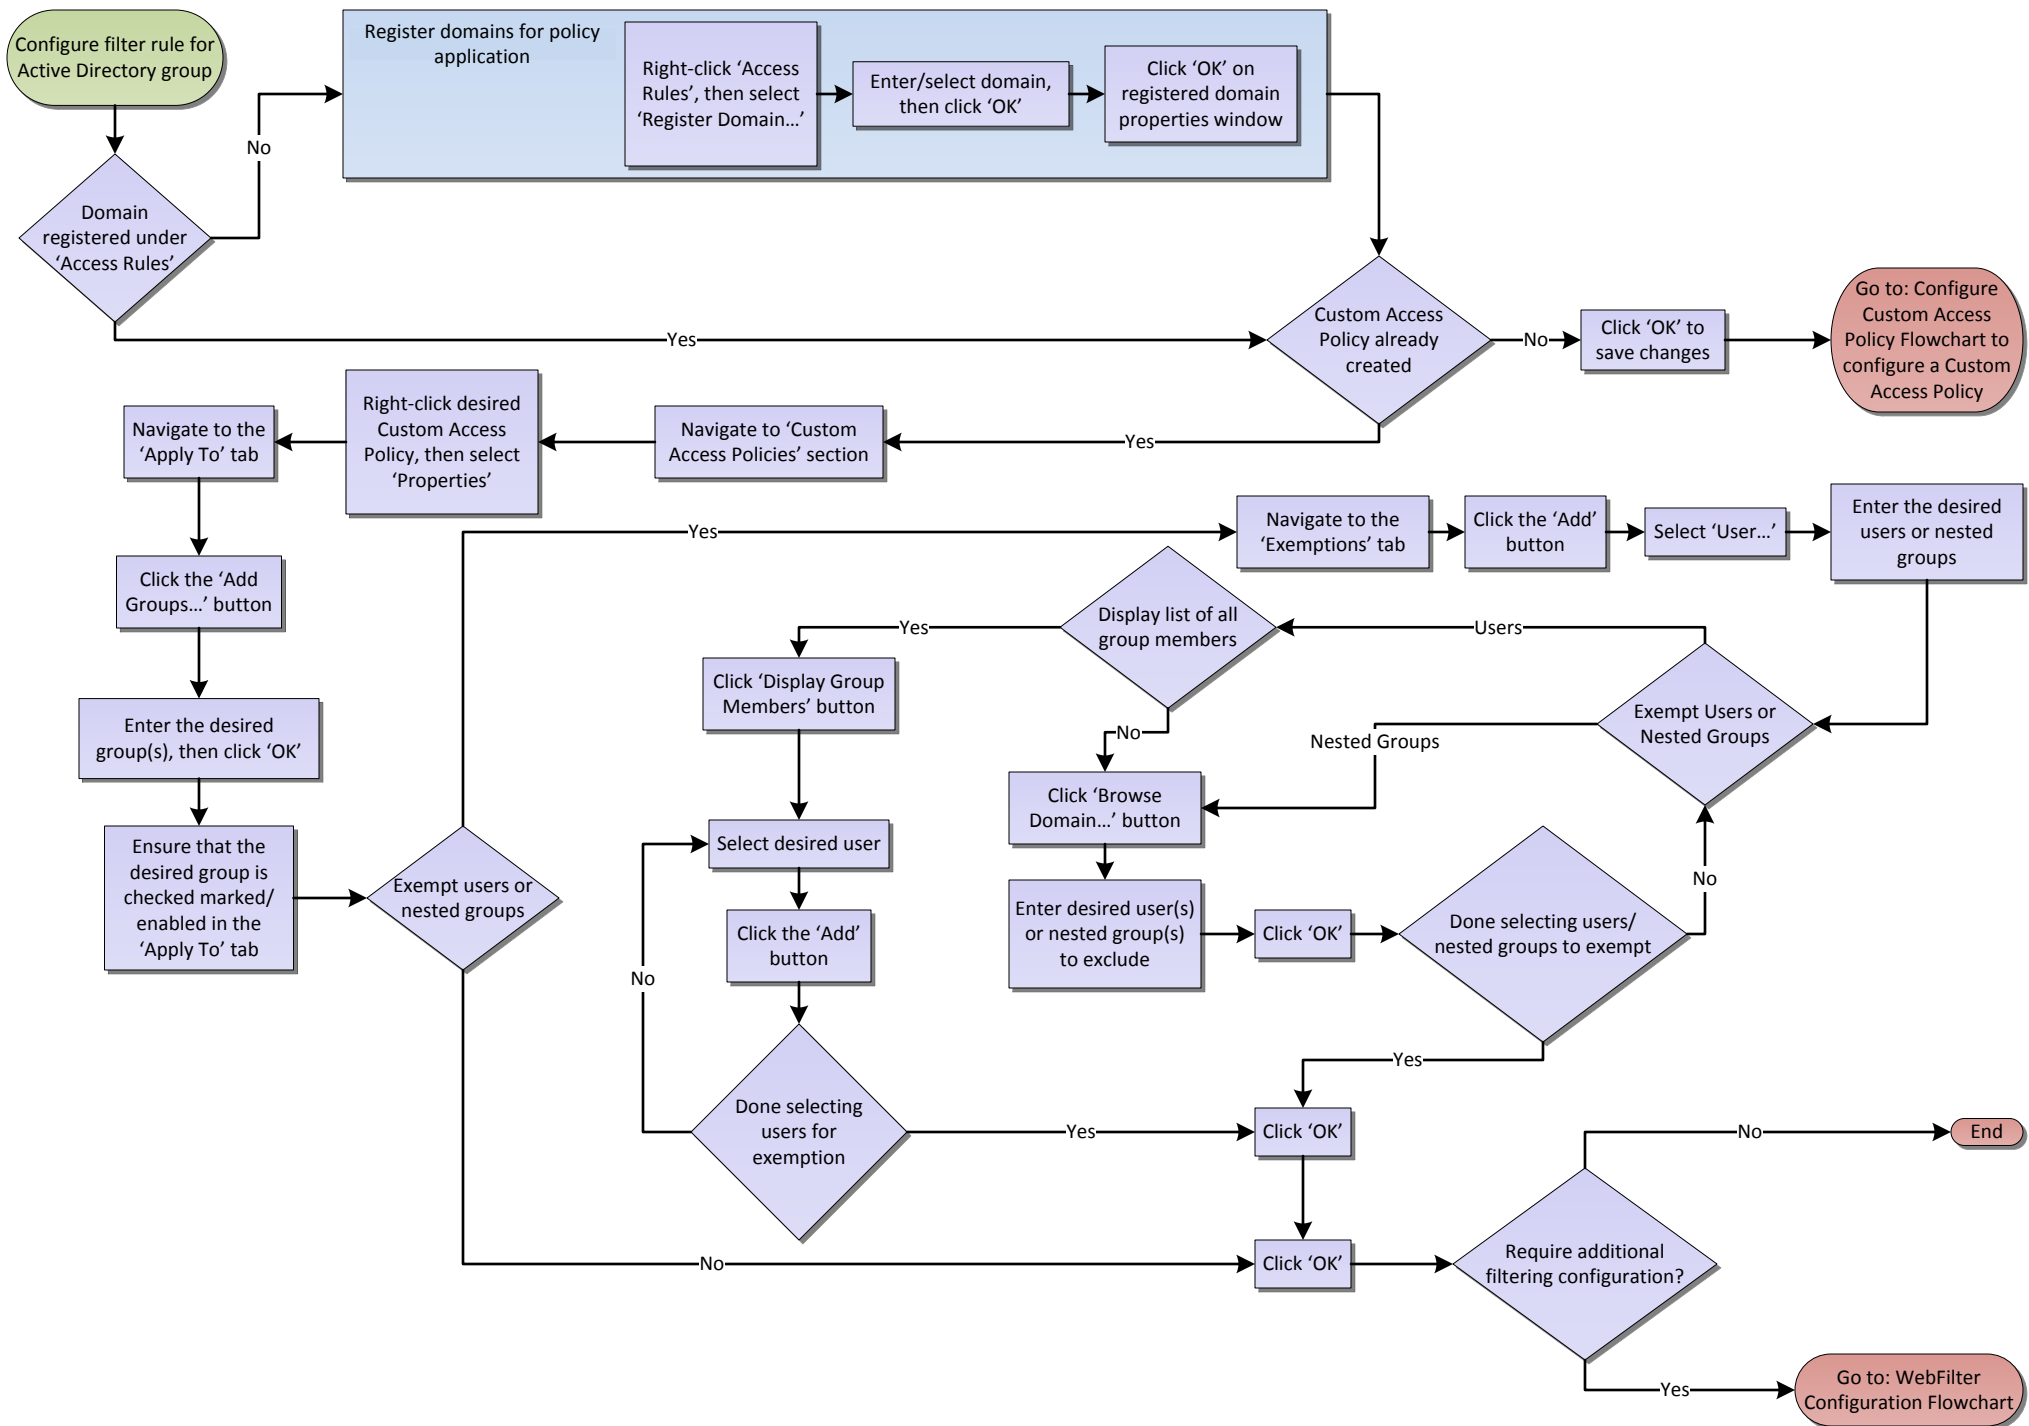 Configure filter rule for
Active Directory group
Register domains for policy
application
Right-click ‘Access
Rules’, then select
‘Register Domain…’
Enter/select domain,
then click ‘OK’
Click ‘OK’ on
registered domain
properties window
No
Domain
registered under
‘Access Rules’
Yes
Custom Access
Policy already
created
No
Click ‘OK’ to
save changes
Go to: Configure
Custom Access
Policy Flowchart to
configure a Custom
Access Policy
Yes
Navigate to ‘Custom
Access Policies’ section
Right-click desired
Custom Access
Policy, then select
‘Properties’
Navigate to the
‘Apply To’ tab
Click the ‘Add
Groups…’ button
Enter the desired
group(s), then click ‘OK’
Ensure that the
desired group is
checked marked/
enabled in the
‘Apply To’ tab
Exempt users or
nested groups
Yes
Navigate to the
‘Exemptions’ tab
Click the ‘Add’
button
Select ‘User…’
Enter the desired
users or nested
groups
Exempt Users or
Nested Groups
Users
Nested Groups
Display list of all
group members
Yes
No
Click ‘Display Group
Members’ button
Select desired user
Click the ‘Add’
button
Done selecting
users for
exemption
No
Yes
Click ‘Browse
Domain…’ button
Enter desired user(s)
or nested group(s)
to exclude
Click ‘OK’
Done selecting users/
nested groups to exempt
No
Yes
Click ‘OK’
No
Click ‘OK’
Require additional
filtering configuration?
No
End
Yes
Go to: WebFilter
Configuration Flowchart